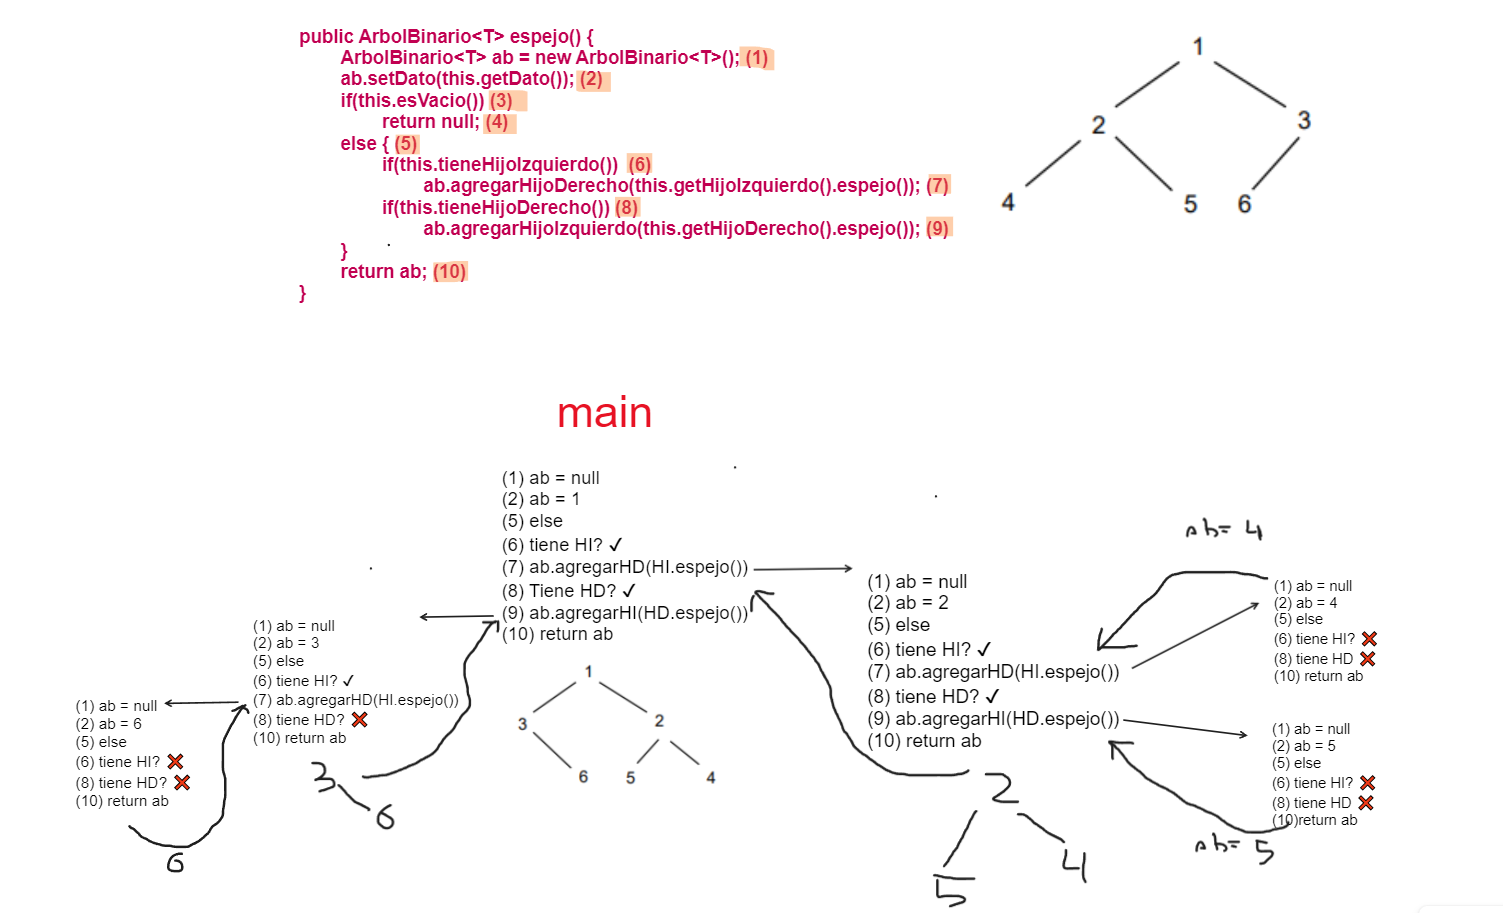 public ArbolBinario<T> espejo() {
ArbolBinario<T> ab = new ArbolBinario<T>(); (1)
ab.setDato(this.getDato()); (2)
if(this.esVacio()) (3)
return null; (4)
else { (5)
if(this.tieneHijoIzquierdo()) (6)
ab.agregarHijoDerecho(this.getHijoIzquierdo().espejo()); (7)
if(this.tieneHijoDerecho()) (8)
ab.agregarHijoIzquierdo(this.getHijoDerecho().espejo()); (9)
}
return ab; (10)
}
1
2 3
4 5 6
main
(1) ab = null
(2) ab = 1
(5) else
(6) tiene HI? ✓
(7) ab.agregarHD(HI.espejo())
(8) Tiene HD? ✓
(9) ab.agregarHI(HD.espejo())
(10) return ab
1
3 2
6 5 4
(1) ab = null
(2) ab = 2
(5) else
(6) tiene HI? ✓
(7) ab.agregarHD(HI.espejo())
(8) tiene HD? ✓
(9) ab.agregarHI(HD.espejo())
(10) return ab
2
5 4
ab= 4
(1) ab = null
(2) ab = 4
(5) else
(6) tiene HI? ❌
(8) tiene HD ❌
(10) return ab
(1) ab = null
(2) ab = 5
(5) else
(6) tiene HI? ❌
(8) tiene HD ❌
(10)return ab
ab= 5
(1) ab = null
(2) ab = 3
(5) else
(6) tiene HI? ✓
(7) ab.agregarHD(HI.espejo())
(8) tiene HD? ❌
(10) return ab
3
6
(1) ab = null
(2) ab = 6
(5) else
(6) tiene HI? ❌
(8) tiene HD? ❌
(10) return ab
6